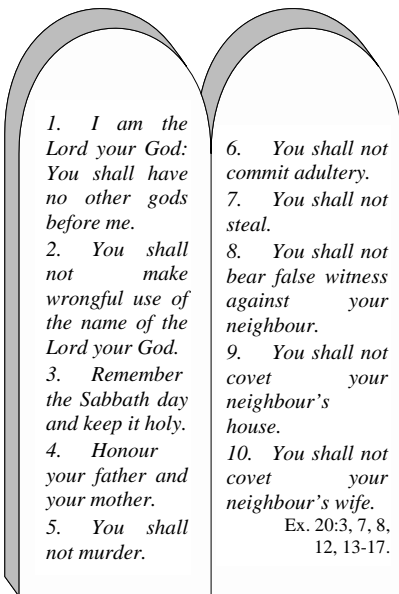 1. I am the
Lord your God:
You shall have
no other gods
before me.
2. You shall
not make
wrongful use of
the name of the
Lord your God.
3. Remember
the Sabbath day
and keep it holy.
4. Honour
your father and
your mother.
5. You shall
not murder.
6. You shall not
commit adultery.
7. You shall not
steal.
8. You shall not
bear false witness
against your
neighbour.
9. You shall not
covet your
neighbour's
house.
10. You shall not
covet your
neighbour's wife.
Ex. 20:3, 7, 8,
12, 13-17.